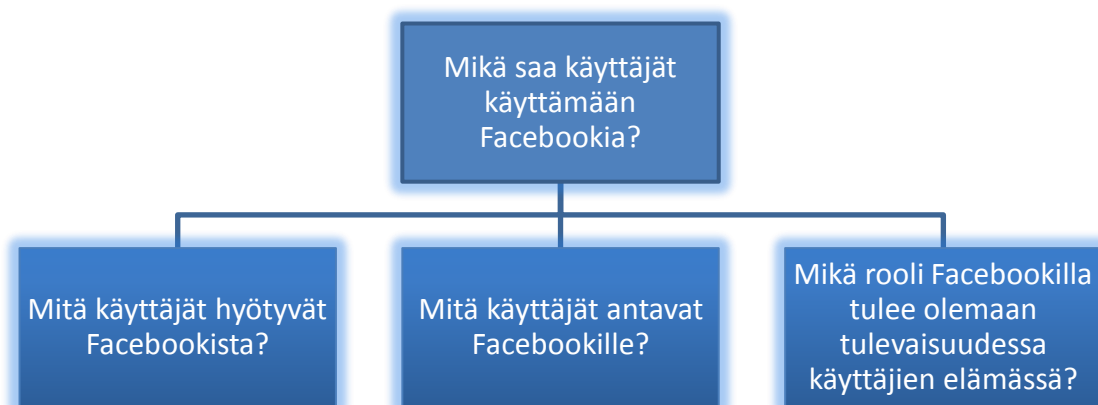 Mikä saa käyttäjät
käyttämään
Facebookia?
Mitä käyttäjät hyötyvät
Facebookista?
Mitä käyttäjät antavat
Facebookille?
Mikä rooli Facebookilla
tulee olemaan
tulevaisuudessa
käyttäjien elämässä?